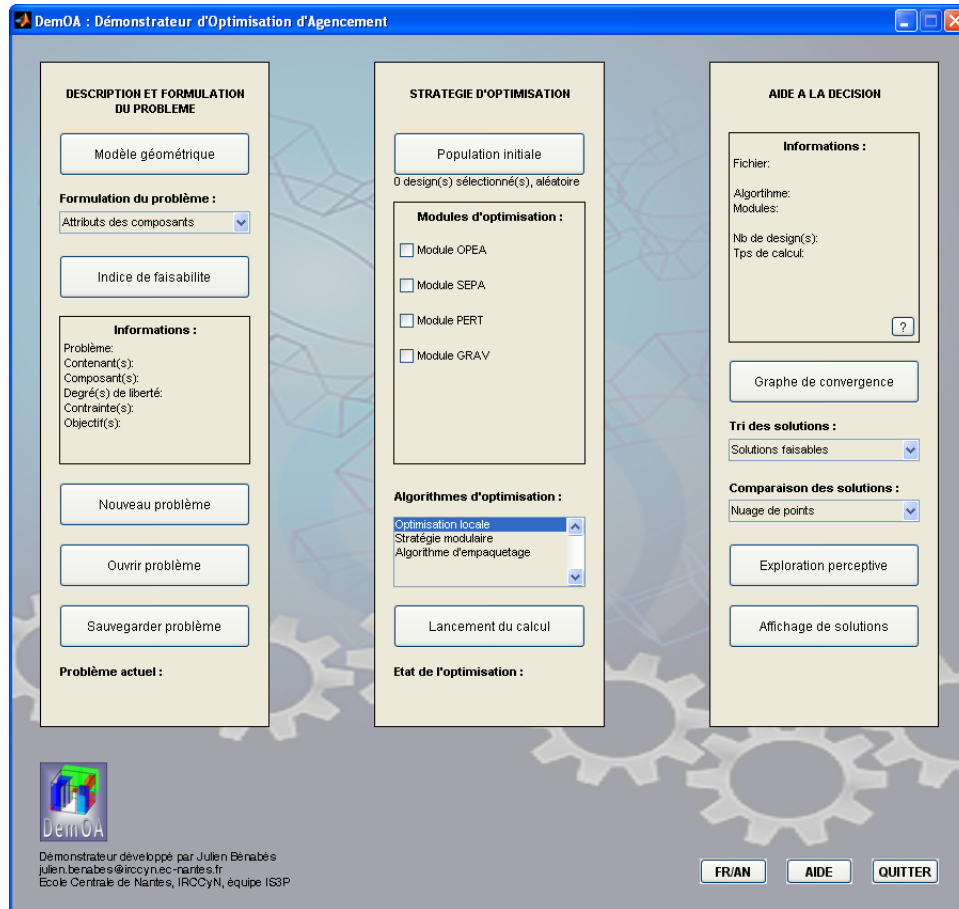 DemOA : Démonstrateur d'Optimisation d'Agencement
DESCRIPTION ET FORMULATION
DU PROBLEME
Modèle géométrique
Formulation du problème :
Attributs des composants
Indice de faisabilite
Informations :
Problème:
Contenant(s):
Composant(s):
Degré(s) de liberté:
Contrainte(s):
Objectif(s):
Nouveau problème
Ouvrir problème
Sauvegarder problème
Problème actuel :
STRATEGIE D'OPTIMISATION
Population initiale
0 design(s) sélectionné(s), aléatoire
Modules d'optimisation :
Module OPEA
Module SEPA
Module PERT
Module GRAV
Algorithmes d'optimisation :
Optimisation locale
Stratégie modulaire
Algorithme d'empaquetage
Lancement du calcul
Etat de l'optimisation :
AIDE A LA DECISION
Informations :
Fichier:
Algortihme:
Modules:
Nb de design(s):
Tps de calcul:
?
Graphe de convergence
Tri des solutions :
Solutions faisables
Comparaison des solutions :
Nuage de points
Exploration perceptive
Affichage de solutions
DemOA
Démonstrateur développé par Julien Bénabès
julien.benabes@irccyn.ec-nantes.fr
Ecole Centrale de Nantes, IRCCyN, équipe IS3P
FR/AN
AIDE
QUITTER